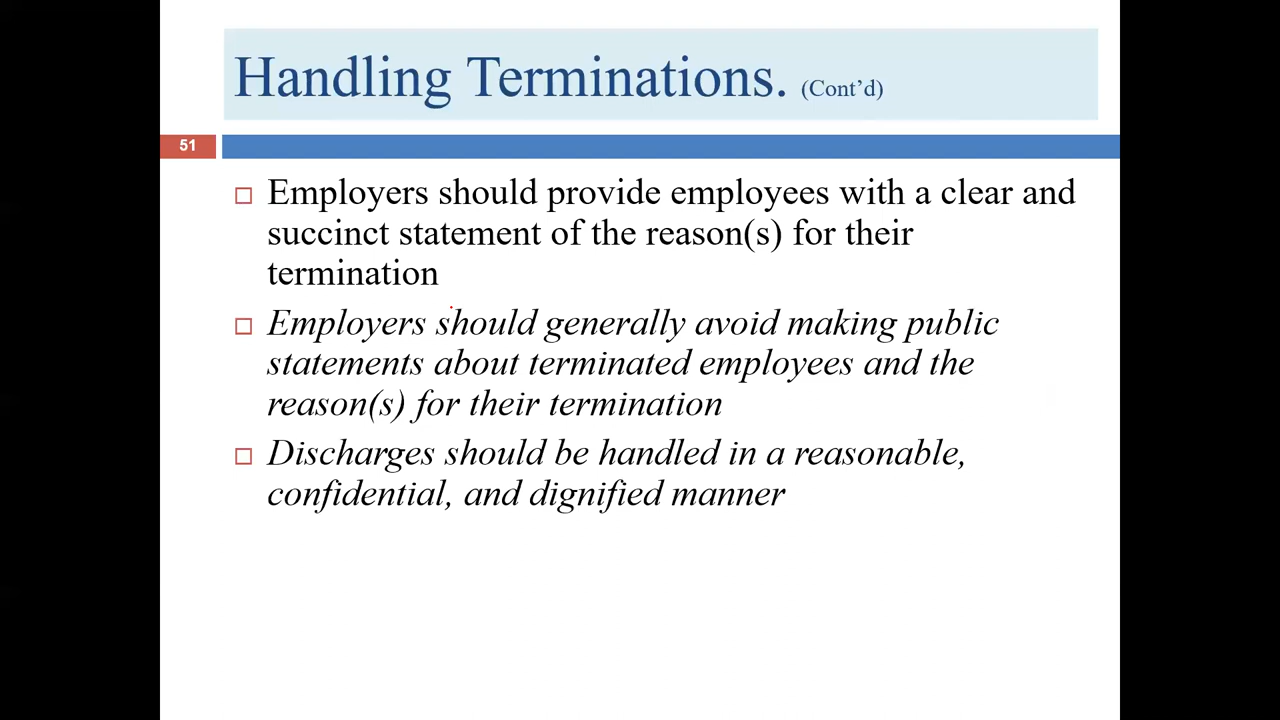 Handling Terminations. (Cont’d)
51
Employers should provide employees with a clear and
succinct statement of the reason(s) for their
termination
Employers should generally avoid making public
statements about terminated employees and the
reason(s) for their termination
Discharges should be handled in a reasonable,
confidential, and dignified manner